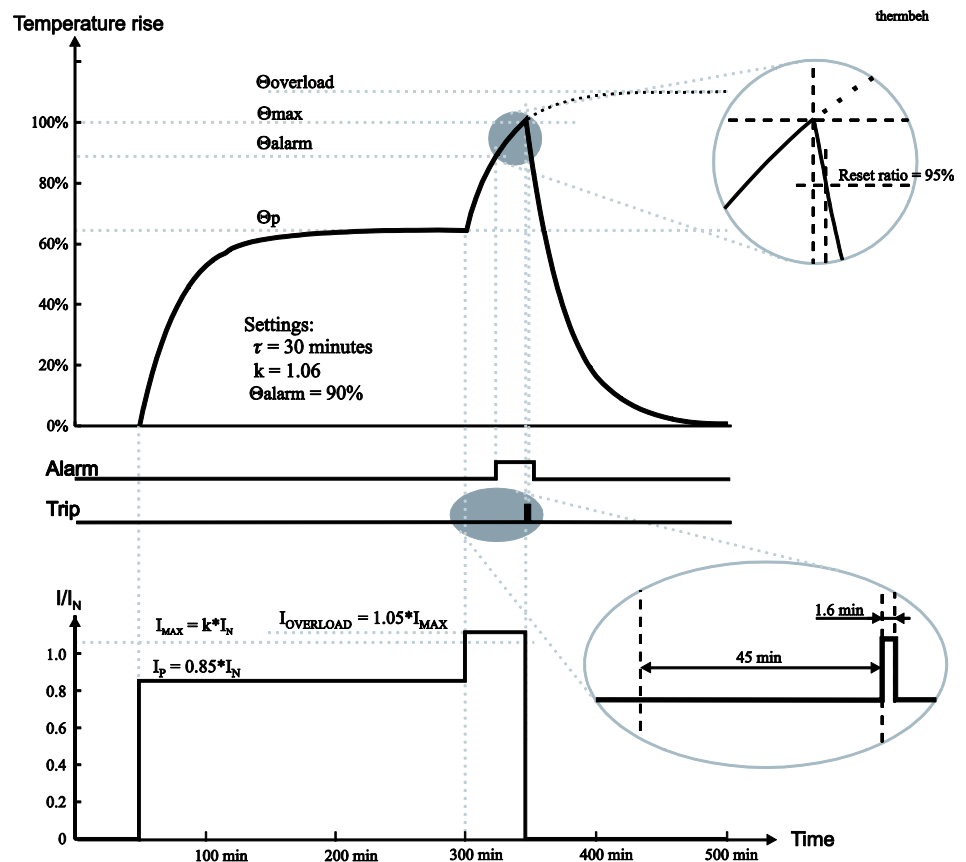 thermbeh
Temperature rise
Θoverload
Θmax
100%
Θalarm
80%
Reset ratio = 95%
Θp
60%
40%
Settings:
τ = 30 minutes
k = 1.06
Θalarm = 90%
20%
0%
Alarm
Trip
I/IN
IMAX = k*IN
IOVERLOAD = 1.05*IMAX
1.6 min
1.0
IP = 0.85*IN
45 min
0.8
0.6
0.4
0.2
0
Time
100 min
200 min
300 min
400 min
500 min